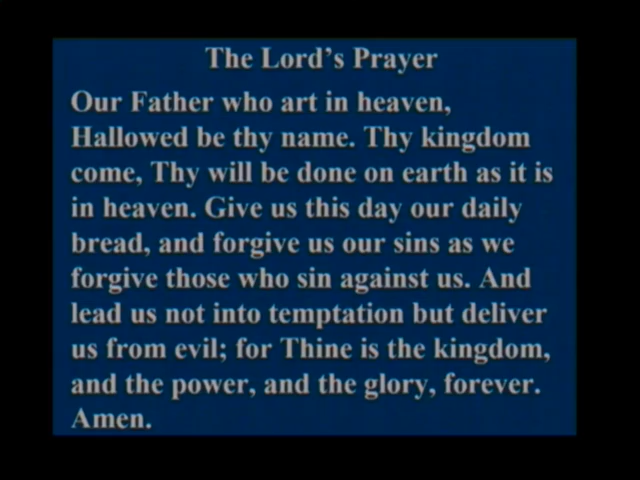 The Lord's Prayer
Our Father who art in heaven,
Hallowed be thy name. Thy kingdom
come, Thy will be done on earth as it is
in heaven. Give us this day our daily
bread, and forgive us our sins as we
forgive those who sin against us. And
lead us not into temptation but deliver
us from evil; for Thine is the kingdom,
and the power, and the glory, forever.
Amen.